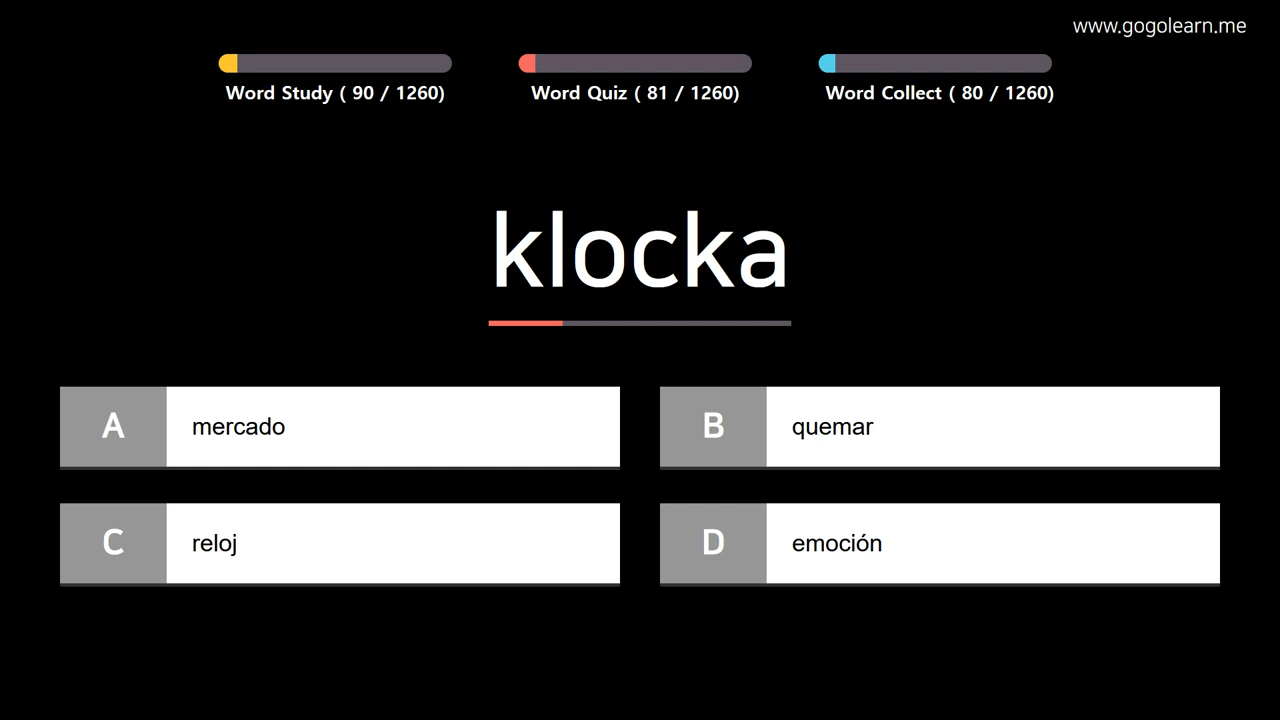 www.gogolearn.me
Word Study ( 90 / 1260)
Word Quiz ( 81 / 1260)
Word Collect ( 80 / 1260)
klocka
A mercado
B quemar
C reloj
D emoción